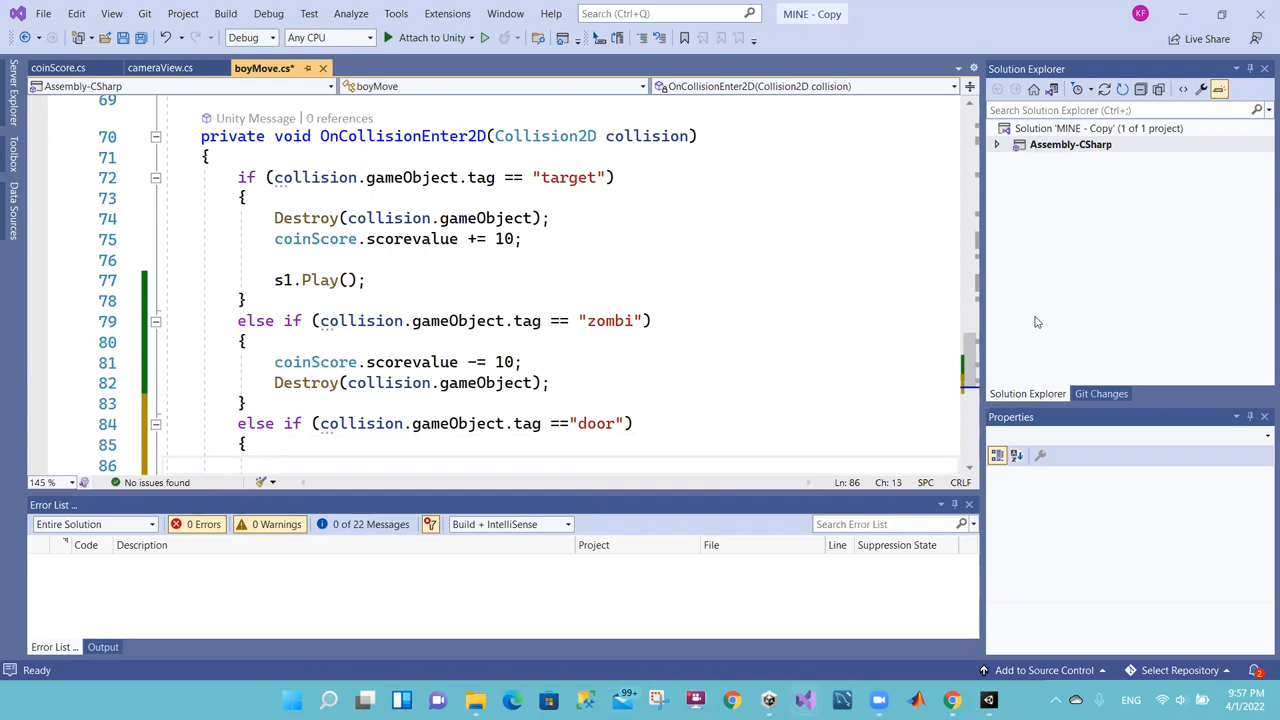 File Edit View Git Project Build Debug Test Analyze Tools Extensions Window Help Search (Ctrl+Q) MINE - Copy KF
Debug Any CPU Attach to Unity Live Share
coinScore.cs cameraView.cs boyMove.cs* Solution Explorer
Assembly-CSharp boyMove OnCollisionEnter2D(Collision2D collision)
Server Explorer
Toolbox
Data Sources
Search Solution Explorer (Ctrl+;)
Solution 'MINE - Copy' (1 of 1 project)
Assembly-CSharp
69
Unity Message | 0 references
70 private void OnCollisionEnter2D(Collision2D collision)
71 {
72 if (collision.gameObject.tag == "target")
73 {
74 Destroy(collision.gameObject);
75 coinScore.scorevalue += 10;
76
77 s1.Play();
78 }
79 else if (collision.gameObject.tag == "zombi")
80 {
81 coinScore.scorevalue -= 10;
82 Destroy(collision.gameObject);
83 }
84 else if (collision.gameObject.tag =="door")
85 {
86
Solution Explorer Git Changes
Properties
145 % No issues found Ln: 86 Ch: 13 SPC CRLF
Error List ...
Entire Solution 0 Errors 0 Warnings 0 of 22 Messages Build + IntelliSense Search Error List
Code Description Project File Line Suppression State
Error List ... Output
Ready Add to Source Control Select Repository 2
99+ ENG 9:57 PM
4/1/2022